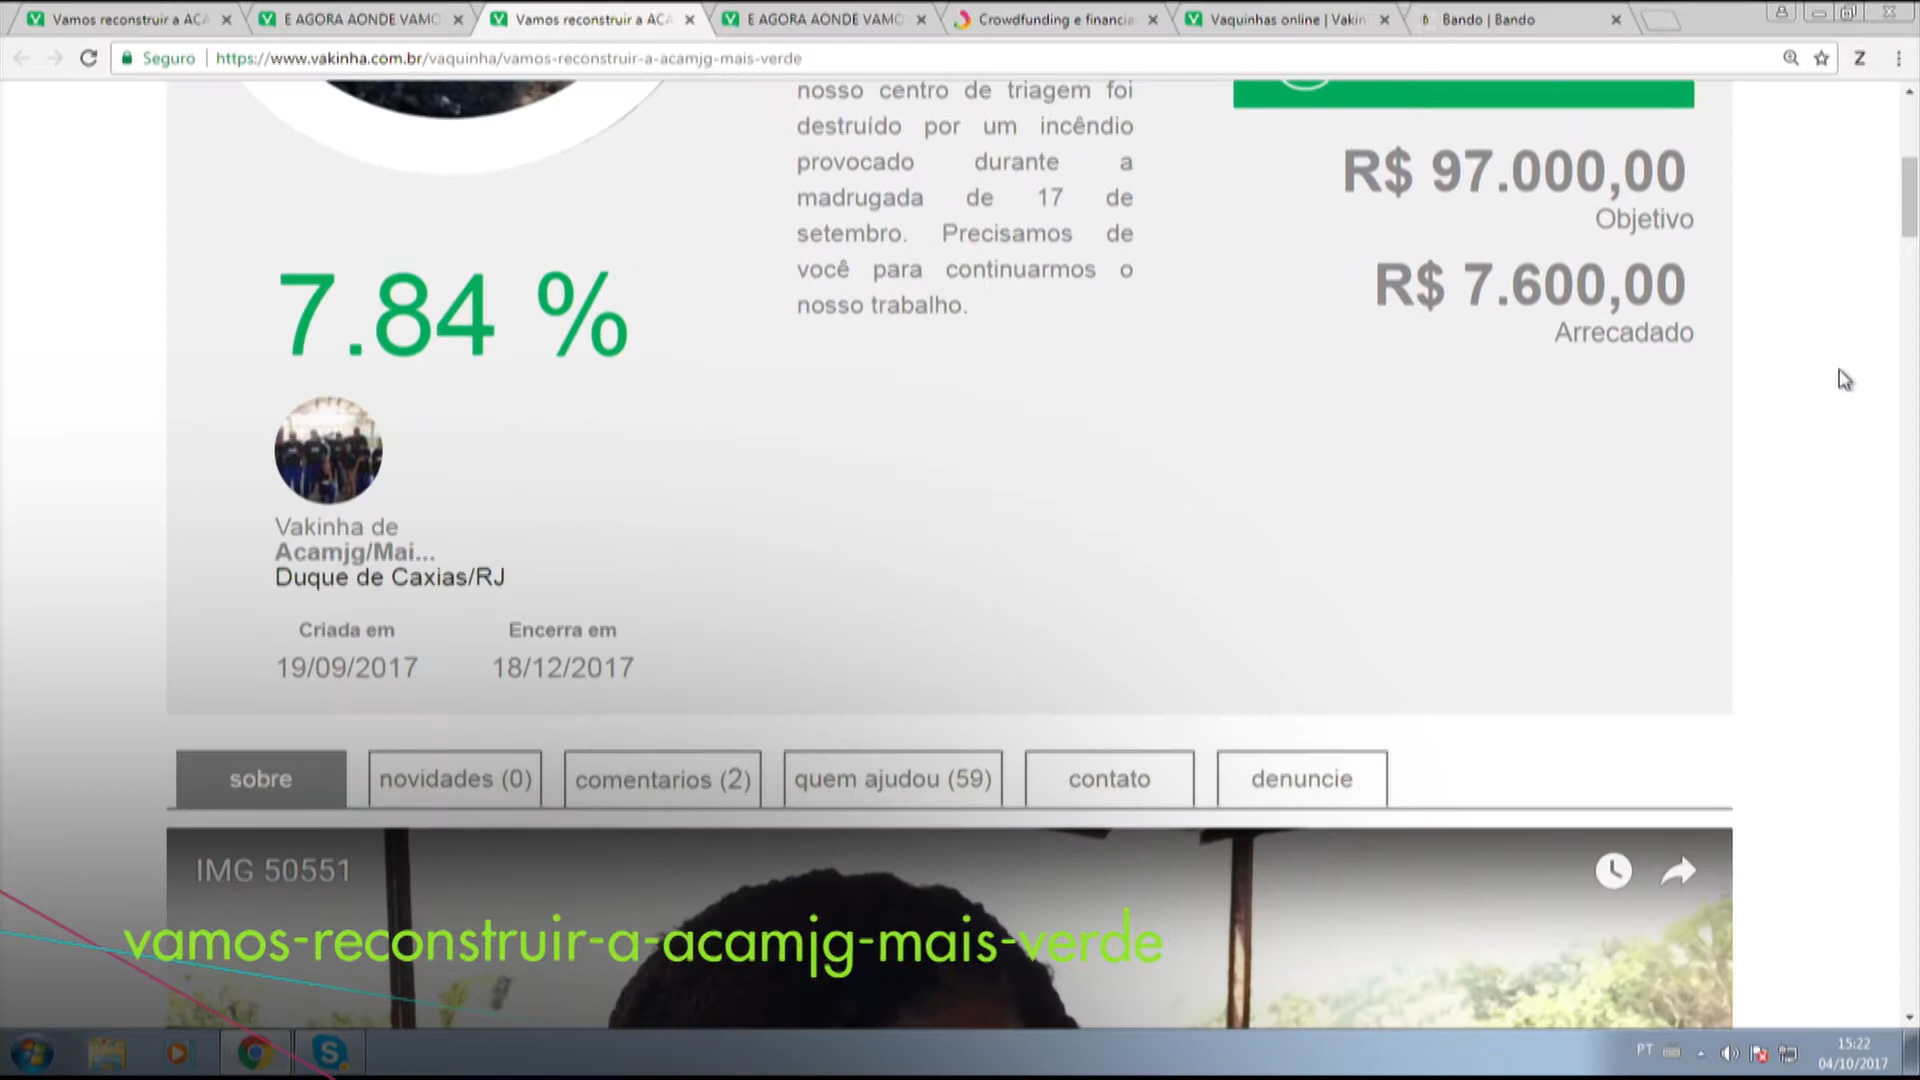 Vamos reconstruir a ACA
E AGORA AONDE VAMO
Vamos reconstruir a ACA
E AGORA AONDE VAMO
Crowdfunding e financia
Vaquinhas online | Vakin
Bando | Bando
Seguro
https://www.vakinha.com.br/vaquinha/vamos-reconstruir-a-acamjg-mais-verde
Z
nosso centro de triagem foi
destruído por um incêndio
provocado durante a
madrugada de 17 de
setembro. Precisamos de
você para continuarmos o
nosso trabalho.
R$ 97.000,00
Objetivo
R$ 7.600,00
Arrecadado
7.84 %
Vakinha de
Acamjg/Mai...
Duque de Caxias/RJ
Criada em
19/09/2017
Encerra em
18/12/2017
sobre
novidades (0)
comentarios (2)
quem ajudou (59)
contato
denuncie
IMG 50551
vamos-reconstruir-a-acamjg-mais-verde
PT
15:22
04/10/2017